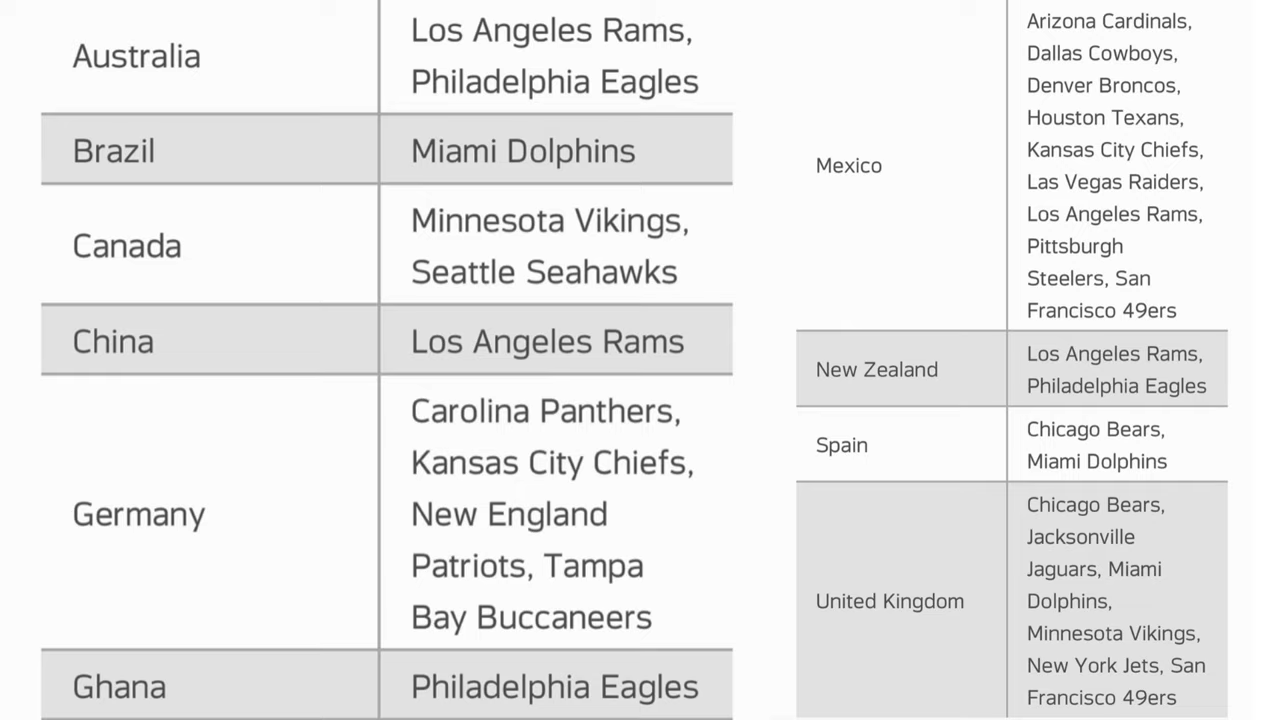 Australia
Los Angeles Rams,
Philadelphia Eagles
Brazil
Miami Dolphins
Canada
Minnesota Vikings,
Seattle Seahawks
China
Los Angeles Rams
Germany
Carolina Panthers,
Kansas City Chiefs,
New England
Patriots, Tampa
Bay Buccaneers
Ghana
Philadelphia Eagles
Mexico
Arizona Cardinals,
Dallas Cowboys,
Denver Broncos,
Houston Texans,
Kansas City Chiefs,
Las Vegas Raiders,
Los Angeles Rams,
Pittsburgh
Steelers, San
Francisco 49ers
New Zealand
Los Angeles Rams,
Philadelphia Eagles
Spain
Chicago Bears,
Miami Dolphins
United Kingdom
Chicago Bears,
Jacksonville
Jaguars, Miami
Dolphins,
Minnesota Vikings,
New York Jets, San
Francisco 49ers